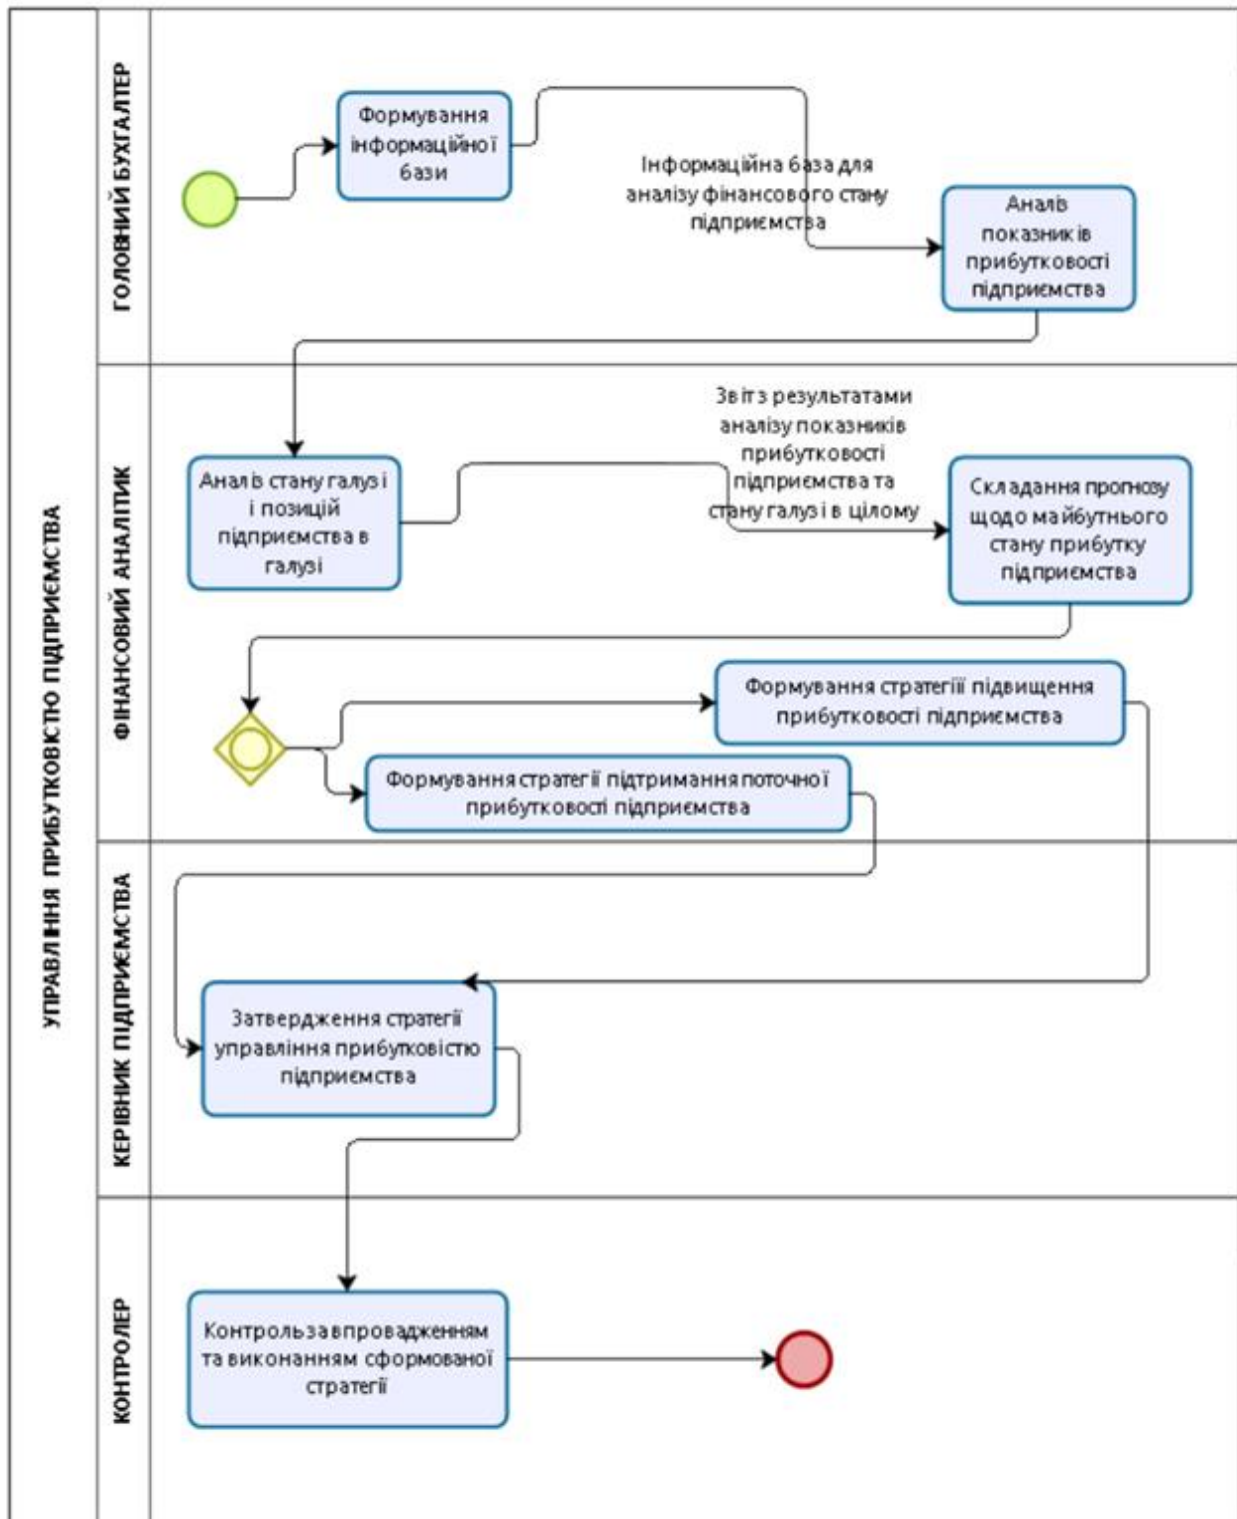 УПРАВЛІННЯ ПРИБУТКОВІСТЮ ПІДПРИЄМСТВА
ГОЛОВНИЙ БУХГАЛТЕР
Формування
інформаційної
бази
Інформаційна база для
аналізу фінансового стану
підприємства
Аналіз
показників
прибутковості
підприємства
ФІНАНСОВИЙ АНАЛІТИК
Аналіз стану галузі
і позицій
підприємства в
галузі
Звіт з результатами
аналізу показників
прибутковості
підприємства та
стану галузі в цілому
Складання прогнозу
щодо майбутнього
стану прибутку
підприємства
Формування стратегіії підвищення
прибутковості підприємства
Формування стратегії підтримання поточної
прибутковості підприємства
КЕРІВНИК ПІДПРИЄМСТВА
Затвердження стратегії
управління прибутковістю
підприємства
КОНТРОЛЕР
Контроль за впровадженням
та виконанням сформованої
стратегії